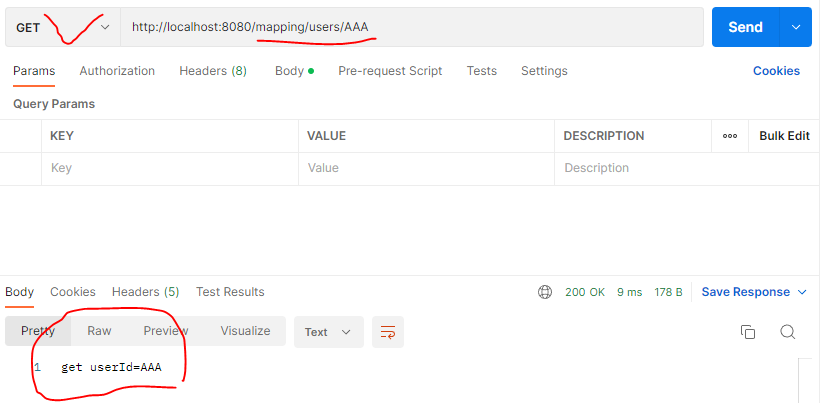 GET http://localhost:8080/mapping/users/AAA Send
Params Authorization Headers (8) Body Pre-request Script Tests Settings Cookies
Query Params
KEY VALUE DESCRIPTION ooo Bulk Edit
Key Value Description
Body Cookies Headers (5) Test Results 200 OK 9 ms 178 B Save Response
Pretty Raw Preview Visualize Text
1 get userId=AAA